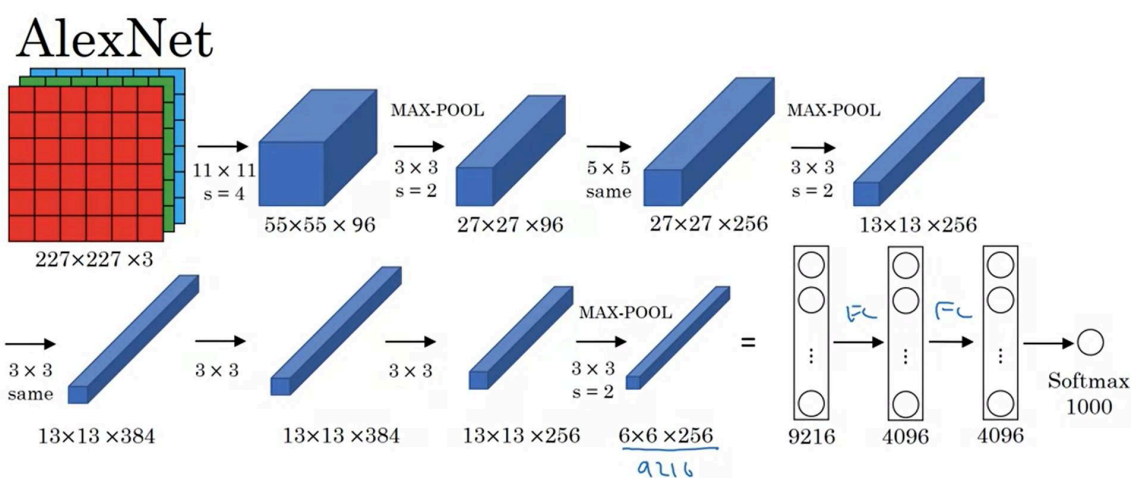 AlexNet
MAX-POOL
MAX-POOL
11 × 11
s = 4
3 × 3
s = 2
5 × 5
same
3 × 3
s = 2
227×227 ×3
55×55 × 96
27×27 ×96
27×27 ×256
13×13 ×256
MAX-POOL
FC
FC
=
3 × 3
same
3 × 3
3 × 3
3 × 3
s = 2
Softmax
1000
13×13 ×384
13×13 ×384
13×13 ×256
6×6 ×256
9216
4096
4096
9216